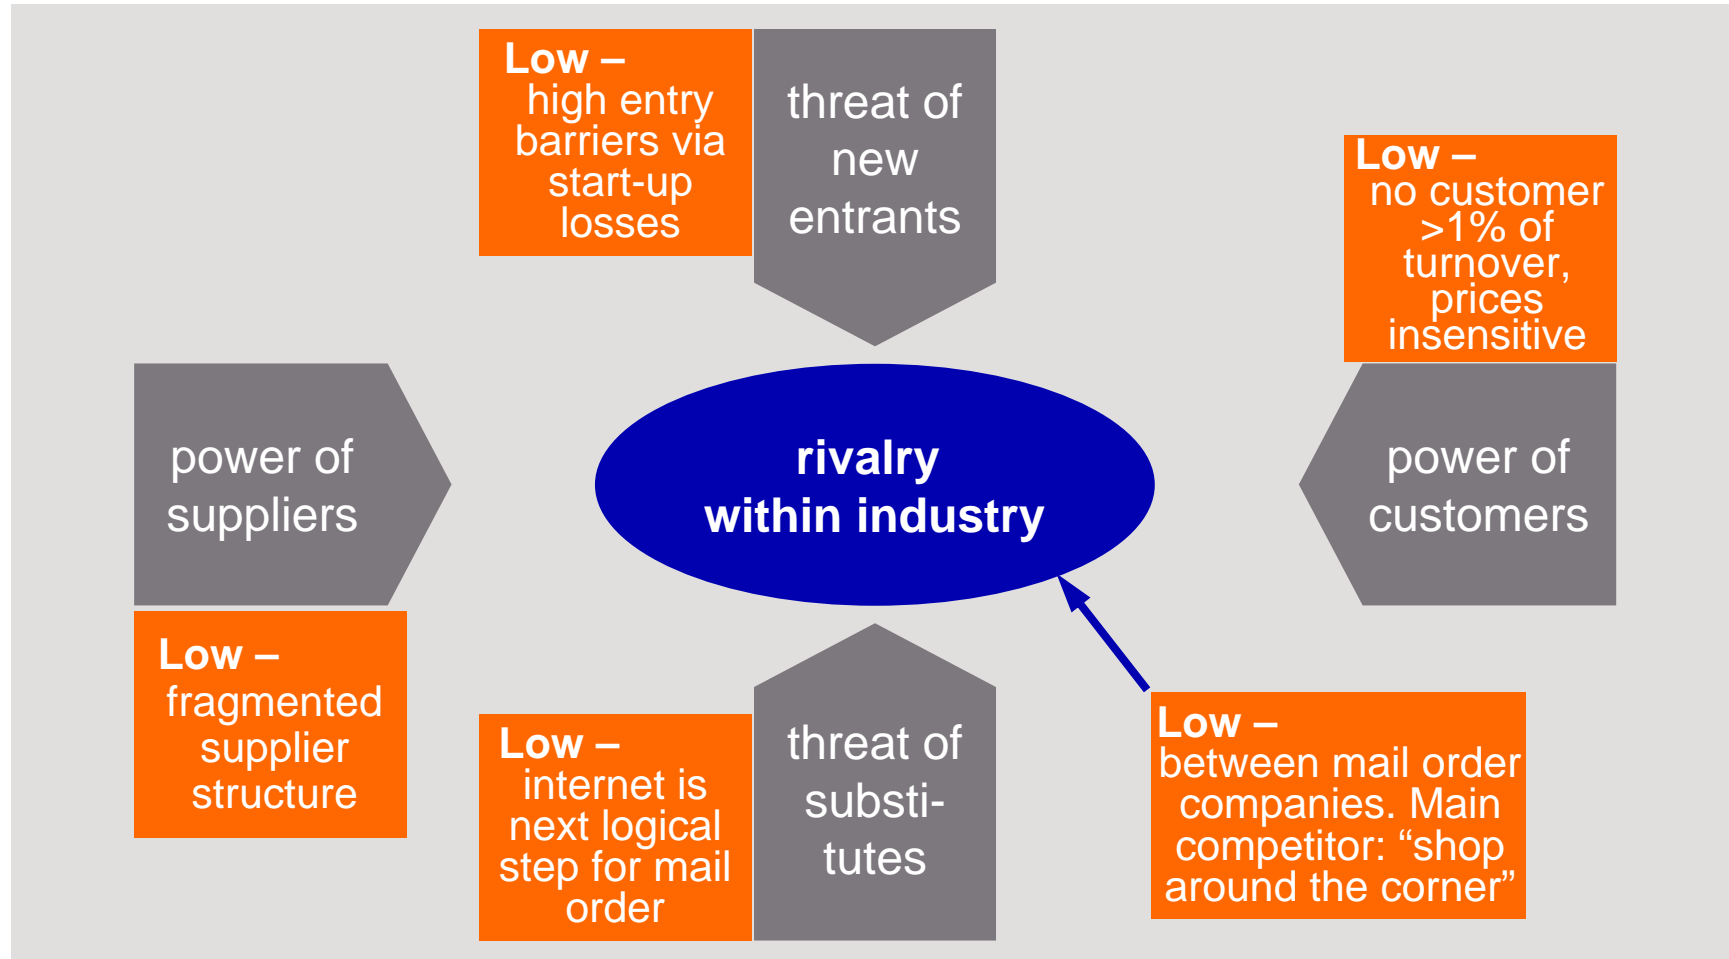 Low –
high entry
barriers via
start-up
losses
threat of
new
entrants
Low –
no customer
>1% of
turnover,
prices
insensitive
power of
suppliers
rivalry
within industry
power of
customers
Low –
fragmented
supplier
structure
Low –
internet is
next logical
step for mail
order
threat of
substi-
tutes
Low –
between mail order
companies. Main
competitor: “shop
around the corner”